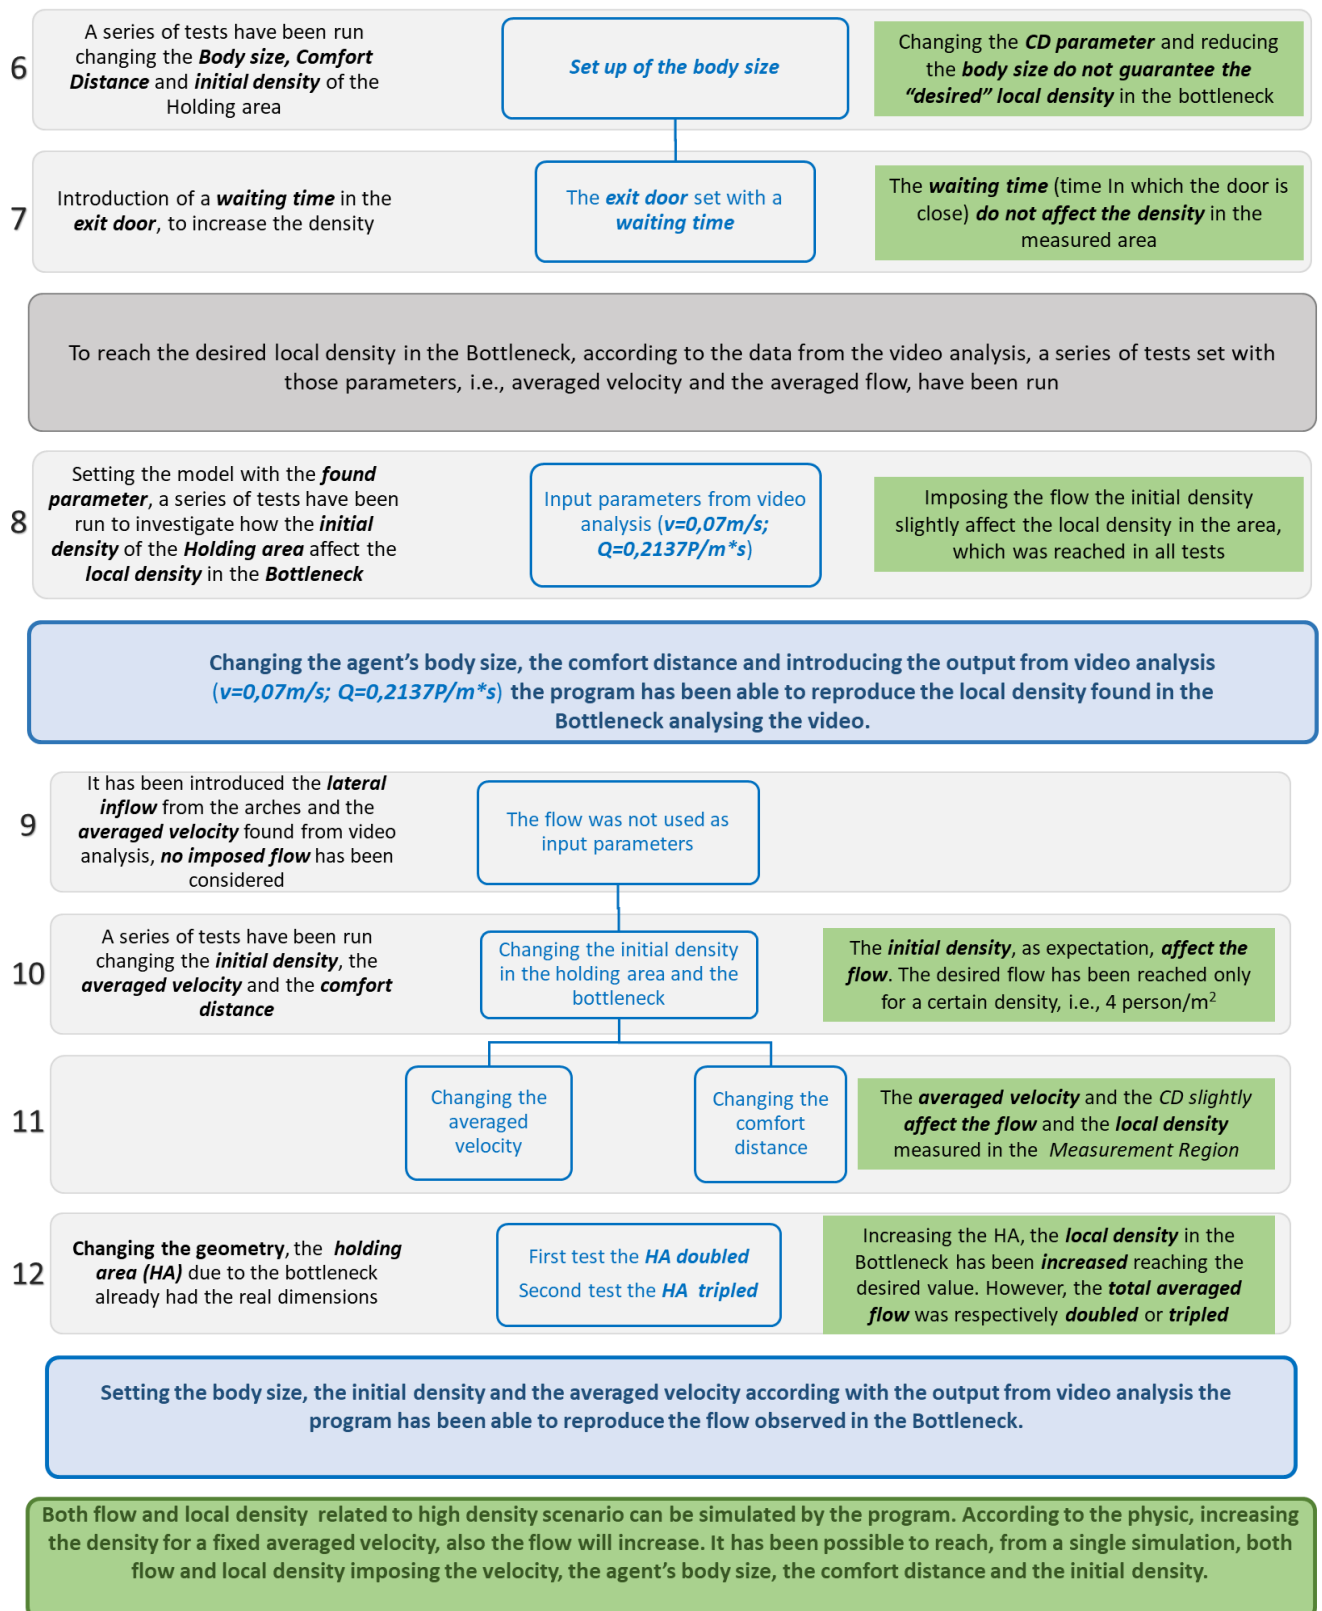 6
A series of tests have been run
changing the Body size, Comfort
Distance and initial density of the
Holding area
Set up of the body size
Changing the CD parameter and reducing
the body size do not guarantee the
“desired” local density in the bottleneck
7
Introduction of a waiting time in the
exit door, to increase the density
The exit door set with a
waiting time
The waiting time (time In which the door is
close) do not affect the density in the
measured area
To reach the desired local density in the Bottleneck, according to the data from the video analysis, a series of tests set with
those parameters, i.e., averaged velocity and the averaged flow, have been run
8
Setting the model with the found
parameter, a series of tests have been
run to investigate how the initial
density of the Holding area affect the
local density in the Bottleneck
Input parameters from video
analysis (v=0,07m/s;
Q=0,2137P/m*s)
Imposing the flow the initial density
slightly affect the local density in the area,
which was reached in all tests
Changing the agent’s body size, the comfort distance and introducing the output from video analysis
(v=0,07m/s; Q=0,2137P/m*s) the program has been able to reproduce the local density found in the
Bottleneck analysing the video.
9
It has been introduced the lateral
inflow from the arches and the
averaged velocity found from video
analysis, no imposed flow has been
considered
The flow was not used as
input parameters
10
A series of tests have been run
changing the initial density, the
averaged velocity and the comfort
distance
Changing the initial density
in the holding area and the
bottleneck
The initial density, as expectation, affect the
flow. The desired flow has been reached only
for a certain density, i.e., 4 person/m²
11
Changing the
averaged
velocity
Changing the
comfort
distance
The averaged velocity and the CD slightly
affect the flow and the local density
measured in the Measurement Region
12
Changing the geometry, the holding
area (HA) due to the bottleneck
already had the real dimensions
First test the HA doubled
Second test the HA tripled
Increasing the HA, the local density in the
Bottleneck has been increased reaching the
desired value. However, the total averaged
flow was respectively doubled or tripled
Setting the body size, the initial density and the averaged velocity according with the output from video analysis the
program has been able to reproduce the flow observed in the Bottleneck.
Both flow and local density related to high density scenario can be simulated by the program. According to the physic, increasing
the density for a fixed averaged velocity, also the flow will increase. It has been possible to reach, from a single simulation, both
flow and local density imposing the velocity, the agent’s body size, the comfort distance and the initial density.